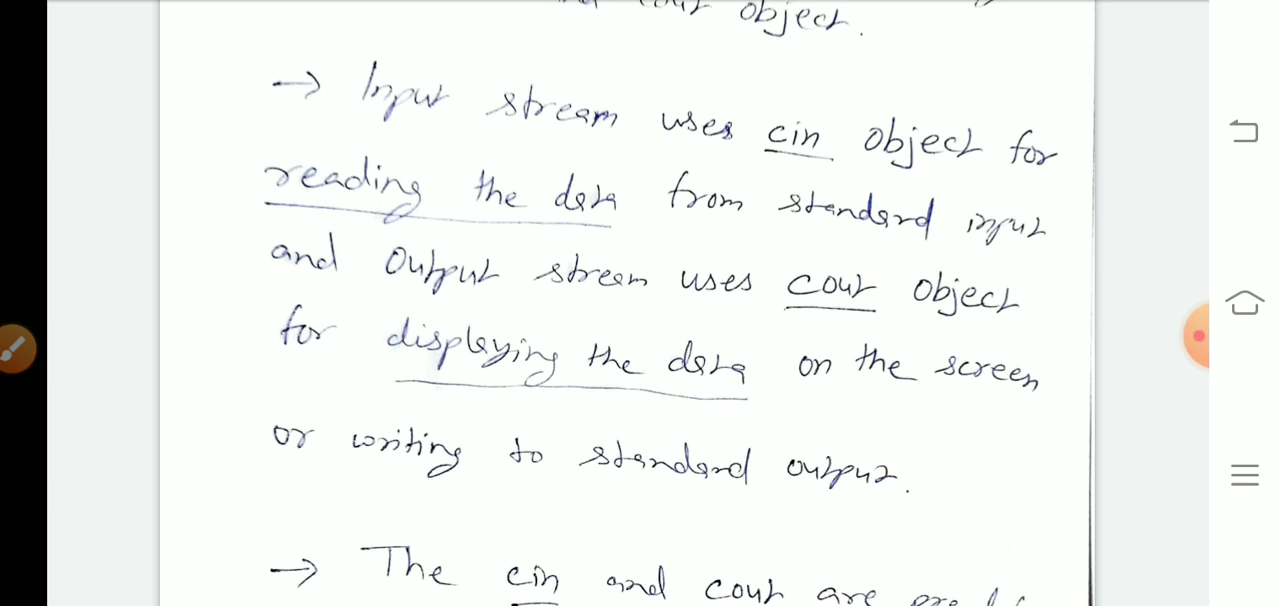 cout object.
→ Input stream uses cin object for
reading the data from standard input
and output stream uses cout object
for displaying the data on the screen
or writing to standard output.
→ The cin and cout are